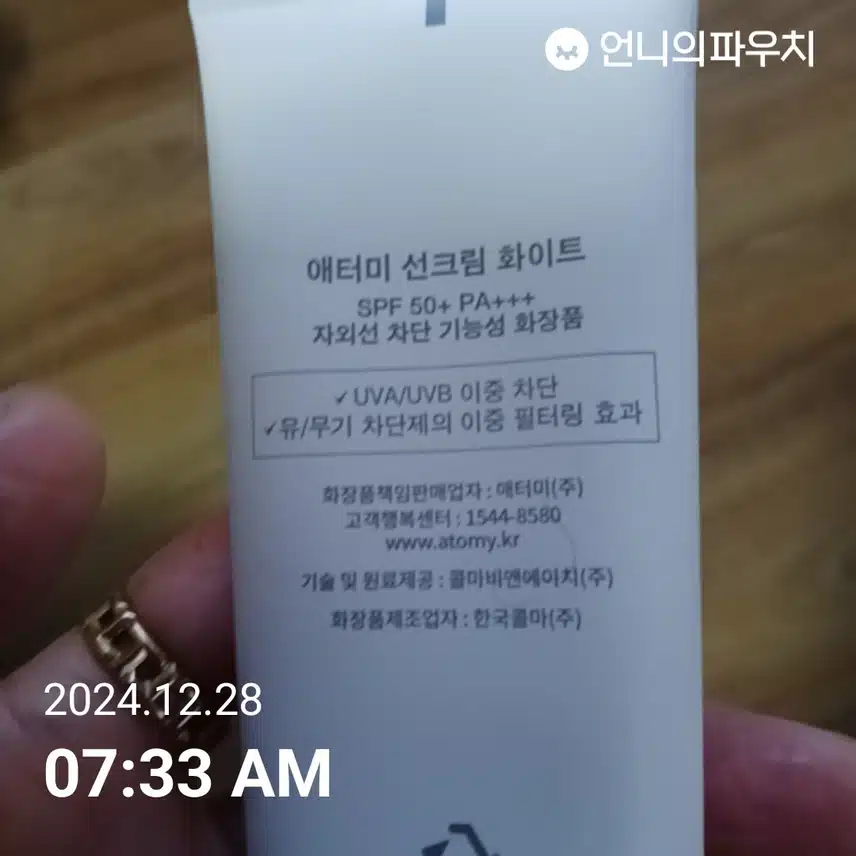 언니의파우치
애터미 선크림 화이트
SPF 50+ PA+++
자외선 차단 기능성 화장품
✓UVA/UVB 이중 차단
✓유/무기 차단제의 이중 필터링 효과
화장품책임판매업자 : 애터미(주)
고객행복센터 : 1544-8580
www.atomy.kr
기술 및 원료제공 : 콜마비앤에이치(주)
화장품제조업자 : 한국콜마(주)
2024.12.28
07:33 AM